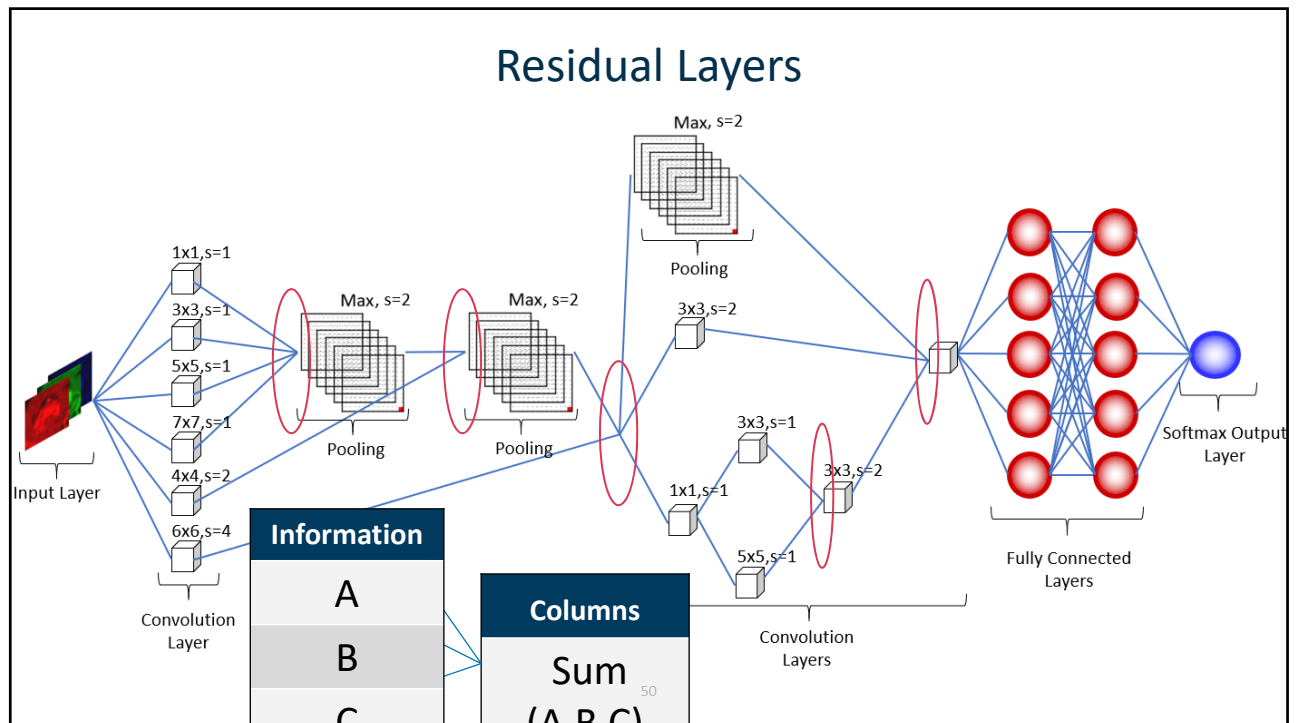 Residual Layers
Max, s=2
Pooling
1x1,s=1
3x3,s=1
5x5,s=1
7x7,s=1
4x4,s=2
6x6,s=4
Input Layer
Convolution
Layer
Max, s=2
Pooling
Max, s=2
Pooling
3x3,s=2
3x3,s=1
1x1,s=1
5x5,s=1
3x3,s=2
Convolution
Layers
Fully Connected
Layers
Softmax Output
Layer
Information
A
B
C
Columns
Sum
(A,B,C)
50